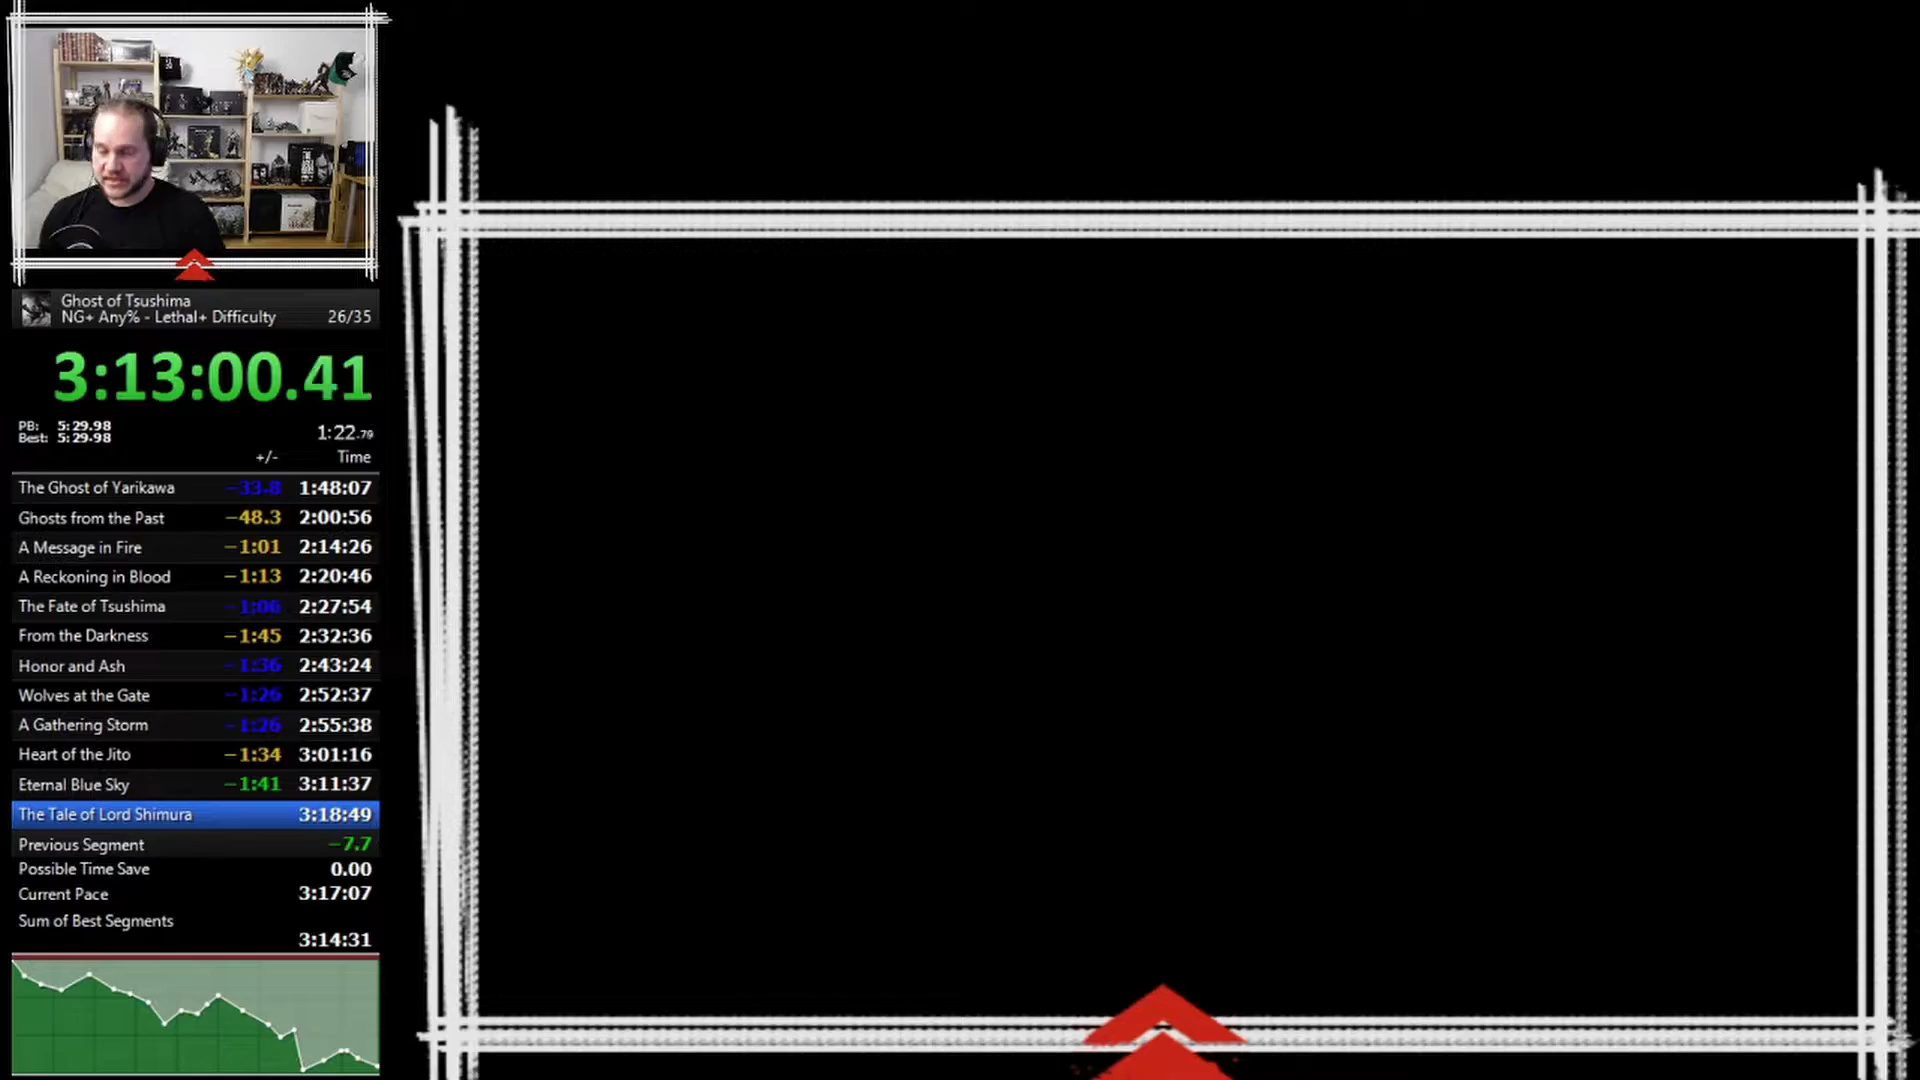 Ghost of Tsushima
NG+ Any% - Lethal+ Difficulty 26/35
3:13:00.41
PB: 5:29.98
Best: 5:29.98
1:22.79
+/- Time
The Ghost of Yarikawa −33.8 1:48:07
Ghosts from the Past −48.3 2:00:56
A Message in Fire −1:01 2:14:26
A Reckoning in Blood −1:13 2:20:46
The Fate of Tsushima −1:06 2:27:54
From the Darkness −1:45 2:32:36
Honor and Ash −1:36 2:43:24
Wolves at the Gate −1:26 2:52:37
A Gathering Storm −1:26 2:55:38
Heart of the Jito −1:34 3:01:16
Eternal Blue Sky −1:41 3:11:37
The Tale of Lord Shimura 3:18:49
Previous Segment −7.7
Possible Time Save 0.00
Current Pace 3:17:07
Sum of Best Segments
3:14:31